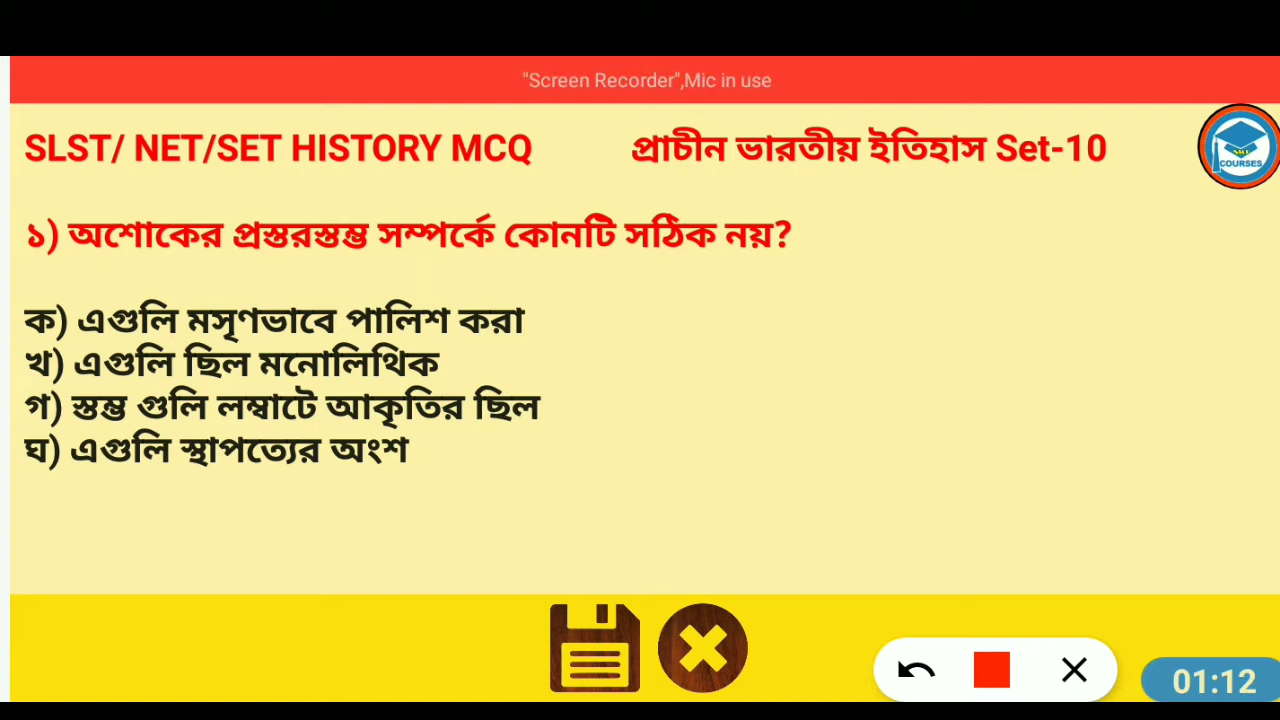 "Screen Recorder",Mic in use
SLST/ NET/SET HISTORY MCQ প্রাচীন ভারতীয় ইতিহাস Set-10
COURSES
১) অশোকের প্রস্তরস্তম্ভ সম্পর্কে কোনটি সঠিক নয়?
ক) এগুলি মসৃণভাবে পালিশ করা
খ) এগুলি ছিল মনোলিথিক
গ) স্তম্ভ গুলি লম্বাটে আকৃতির ছিল
ঘ) এগুলি স্থাপত্যের অংশ
01:12